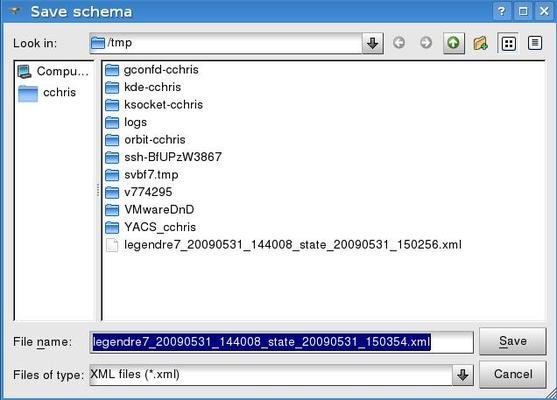 Save schema
Look in: /tmp
Compu...
cchris
gconfd-cchris
kde-cchris
ksocket-cchris
logs
orbit-cchris
ssh-BfUPzW3867
svbf7.tmp
v774295
VMwareDnD
YACS_cchris
legendre7_20090531_144008_state_20090531_150256.xml
File name: legendre7_20090531_144008_state_20090531_150354.xml Save
Files of type: XML files (*.xml) Cancel